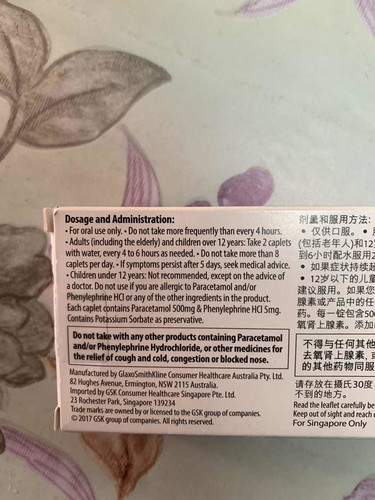 Dosage and Administration:
• For oral use only. • Do not take more frequently than every 4 hours.
• Adults (including the elderly) and children over 12 years: Take 2 caplets
with water, every 4 to 6 hours as needed. • Do not take more than 8
caplets per day. • If symptoms persist after 5 days, seek medical advice.
• Children under 12 years: Not recommended, except on the advice of
a doctor. Do not use if you are allergic to Paracetamol and/or
Phenylephrine HCl or any of the other ingredients in the product.
Each caplet contains Paracetamol 500mg & Phenylephrine HCl 5mg.
Contains Potassium Sorbate as preservative.
Do not take with any other products containing Paracetamol
and/or Phenylephrine Hydrochloride, or other medicines for
the relief of cough and cold, congestion or blocked nose.
Manufactured by GlaxoSmithKline Consumer Healthcare Australia Pty. Ltd.
82 Hughes Avenue, Ermington, NSW 2115 Australia.
Imported by GSK Consumer Healthcare Singapore Pte. Ltd.
23 Rochester Park, Singapore 139234
Trade marks are owned by or licensed to the GSK group of companies.
© 2017 GSK group of companies. All rights reserved.
剂量和服用方法:
• 仅供口服。 •
(包括老年人)和12
到6小时配水服用2
• 如果症状持续超
• 12岁以下的儿童
建议服用。如果您
腺素或产品中的任
药。每一锭包含50
氧肾上腺素。添加
不得与任何其他
去氧肾上腺素, 或
的其他药物同服
请存放在摄氏30度
不到的地方。
Read the leaflet carefully be
Keep out of sight and reach
For Singapore Only